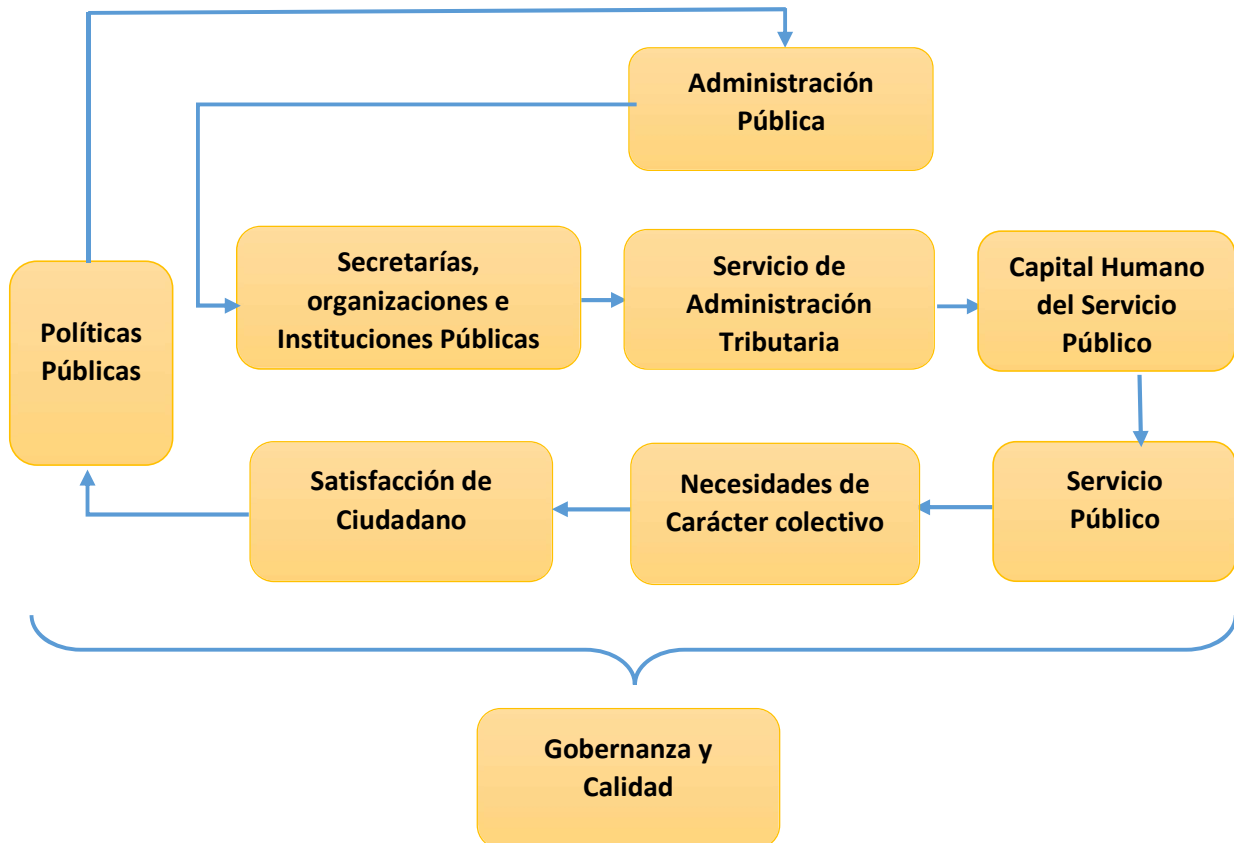 Administración
Pública
Secretarías,
organizaciones e
Instituciones Públicas
Servicio de
Administración
Tributaria
Capital Humano
del Servicio
Público
Políticas
Públicas
Satisfacción de
Ciudadano
Necesidades de
Carácter colectivo
Servicio
Público
Gobernanza y
Calidad